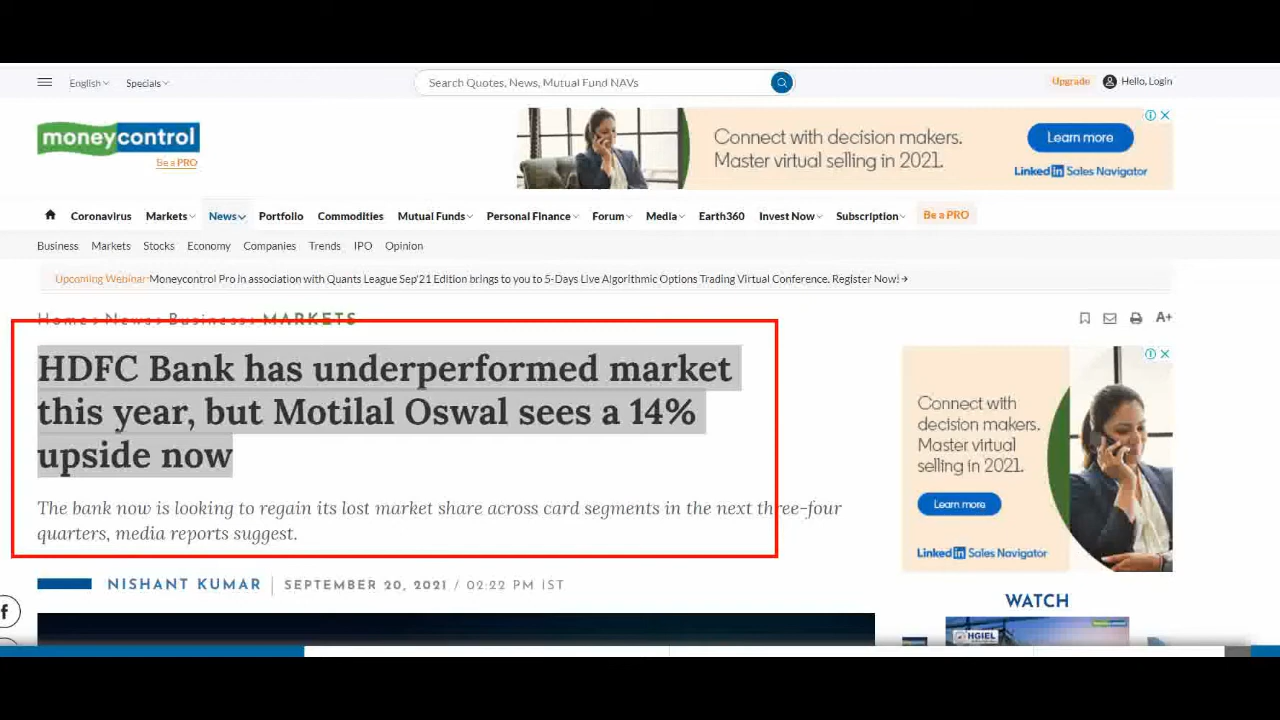 English
Specials
Search Quotes, News, Mutual Fund NAVs
Upgrade
Hello, Login
moneycontrol
Be a PRO
Connect with decision makers.
Master virtual selling in 2021.
Learn more
Linked in Sales Navigator
Coronavirus Markets News Portfolio Commodities Mutual Funds Personal Finance Forum Media Earth360 Invest Now Subscription Be a PRO
Business Markets Stocks Economy Companies Trends IPO Opinion
Upcoming Webinar Moneycontrol Pro in association with Quants League Sep'21 Edition brings to you to 5-Days Live Algorithmic Options Trading Virtual Conference. Register Now!
Home > News > Business > MARKETS
A+
HDFC Bank has underperformed market
this year, but Motilal Oswal sees a 14%
upside now
The bank now is looking to regain its lost market share across card segments in the next three-four
quarters, media reports suggest.
NISHANT KUMAR | SEPTEMBER 20, 2021 / 02:22 PM IST
Connect with
decision makers.
Master virtual
selling in 2021.
Learn more
Linked in Sales Navigator
WATCH
HGIEL
moneycontrol